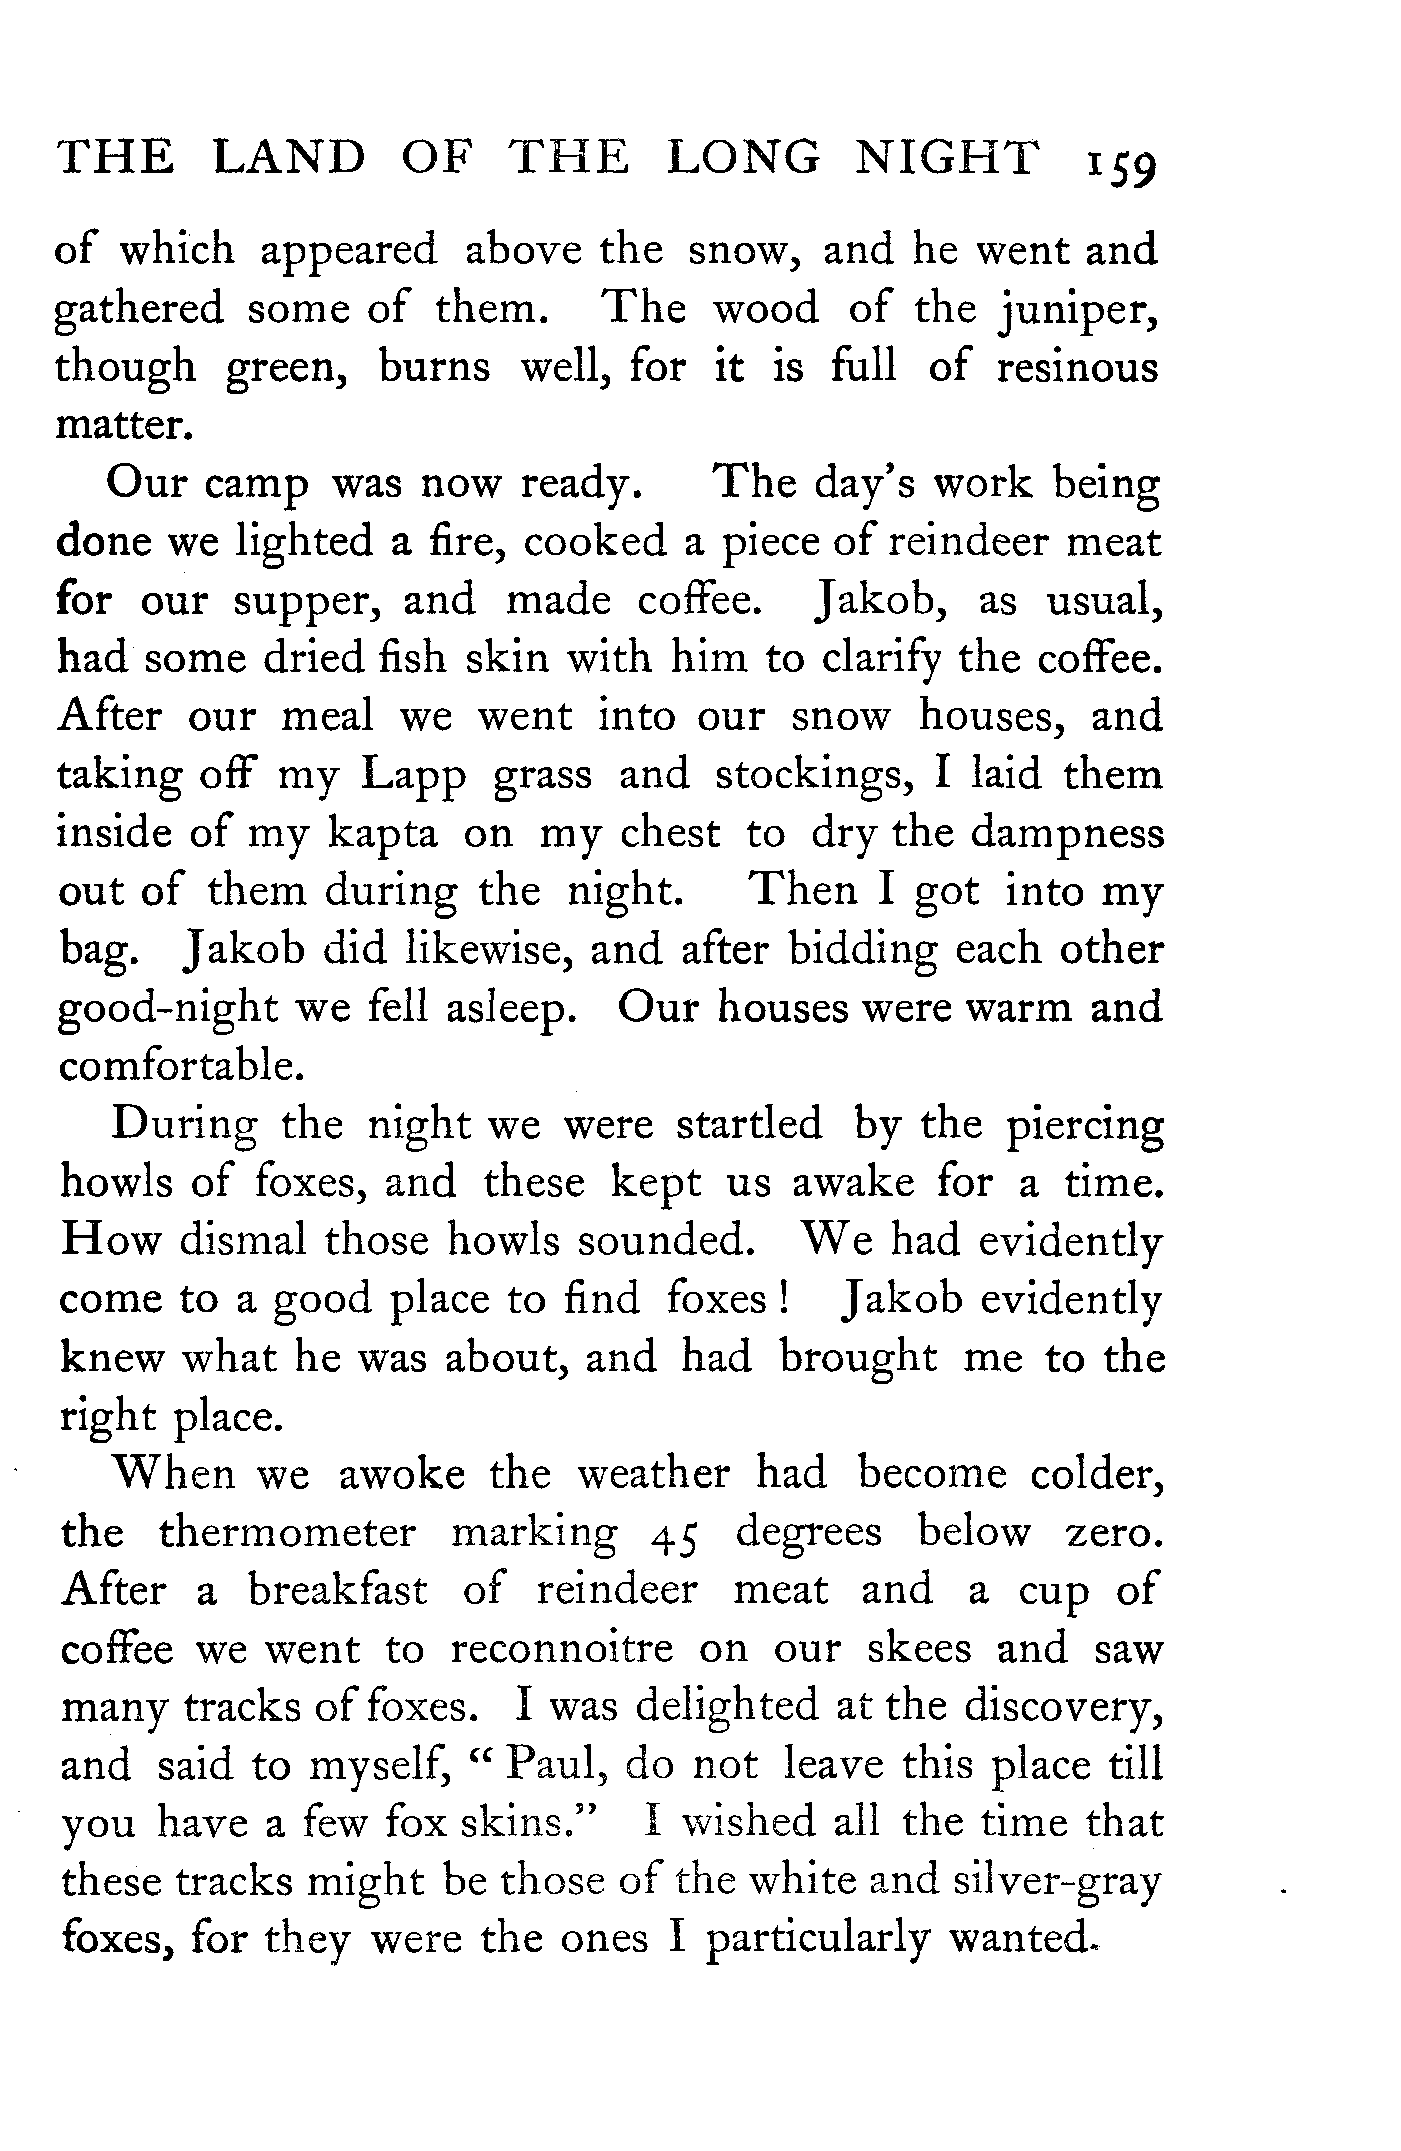 THE LAND OF THE LONG NIGHT 159
of which appeared above the snow, and he went and
gathered some of them. The wood of the juniper,
though green, burns well, for it is full of resinous
matter.
Our camp was now ready. The day's work being
done we lighted a fire, cooked a piece of reindeer meat
for our supper, and made coffee. Jakob, as usual,
had some dried fish skin with him to clarify the coffee.
After our meal we went into our snow houses, and
taking off my Lapp grass and stockings, I laid them
inside of my kapta on my chest to dry the dampness
out of them during the night. Then I got into my
bag. Jakob did likewise, and after bidding each other
good-night we fell asleep. Our houses were warm and
comfortable.
During the night we were startled by the piercing
howls of foxes, and these kept us awake for a time.
How dismal those howls sounded. We had evidently
come to a good place to find foxes! Jakob evidently
knew what he was about, and had brought me to the
right place.
When we awoke the weather had become colder,
the thermometer marking 45 degrees below zero.
After a breakfast of reindeer meat and a cup of
coffee we went to reconnoitre on our skees and saw
many tracks of foxes. I was delighted at the discovery,
and said to myself, "Paul, do not leave this place till
you have a few fox skins." I wished all the time that
these tracks might be those of the white and silver-gray
foxes, for they were the ones I particularly wanted.